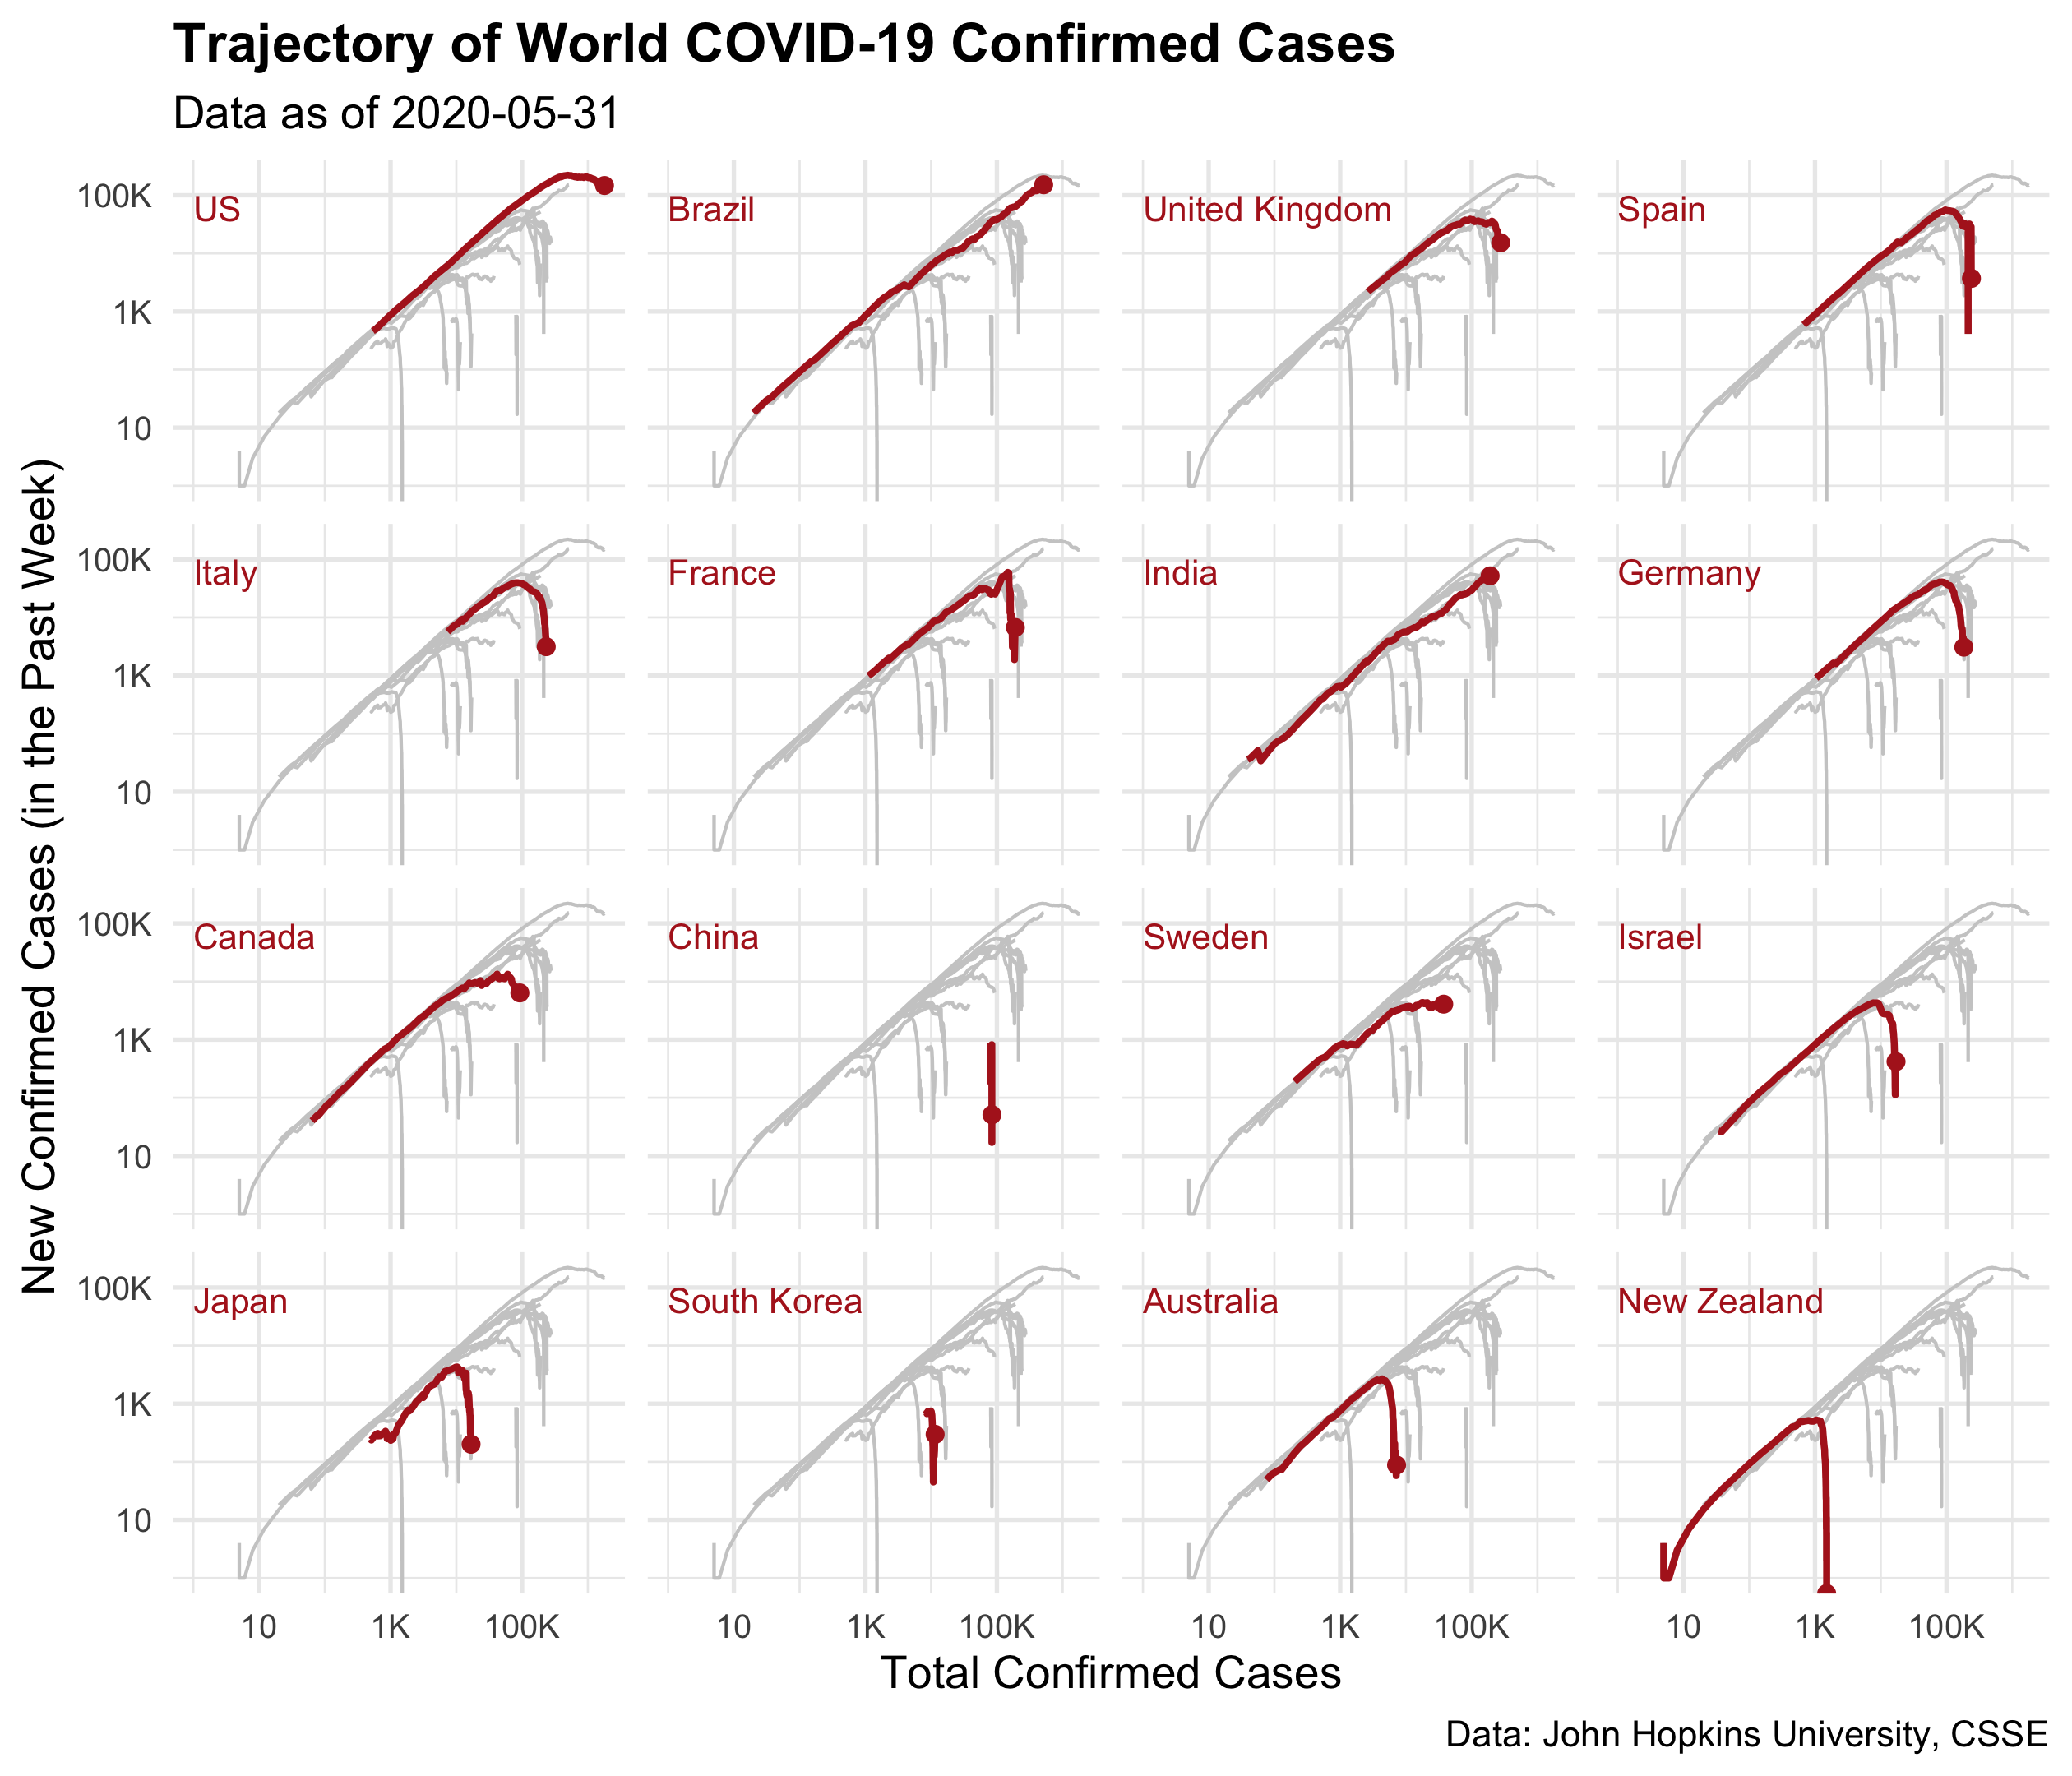 Trajectory of World COVID-19 Confirmed Cases
Data as of 2020-05-31
New Confirmed Cases (in the Past Week)
US
Brazil
United Kingdom
Spain
100K
1K
10
Italy
France
India
Germany
100K
1K
10
Canada
China
Sweden
Israel
100K
1K
10
Japan
South Korea
Australia
New Zealand
100K
1K
10
10 1K 100K 10 1K 100K 10 1K 100K 10 1K 100K
Total Confirmed Cases
Data: John Hopkins University, CSSE